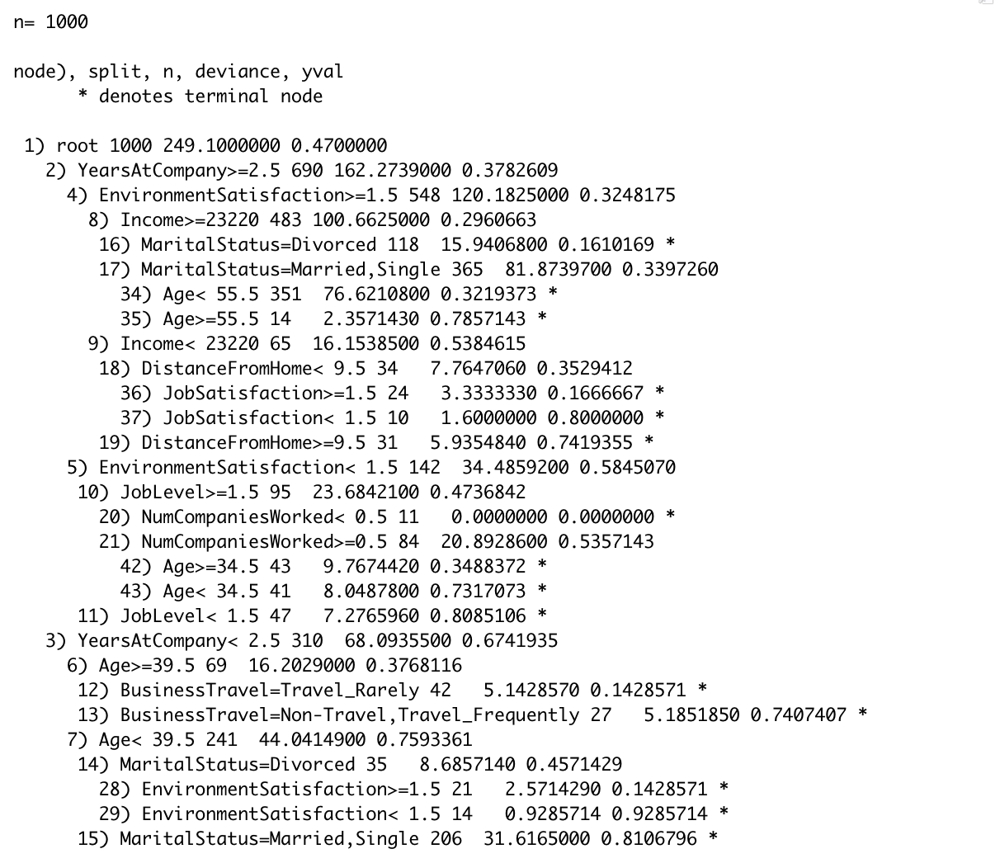 n= 1000

node), split, n, deviance, yval
      * denotes terminal node

 1) root 1000 249.1000000 0.4700000
   2) YearsAtCompany>=2.5 690 162.2739000 0.3782609
     4) EnvironmentSatisfaction>=1.5 548 120.1825000 0.3248175
       8) Income>=23220 483 100.6625000 0.2960663
        16) MaritalStatus=Divorced 118  15.9406800 0.1610169 *
        17) MaritalStatus=Married,Single 365  81.8739700 0.3397260
          34) Age< 55.5 351  76.6210800 0.3219373 *
          35) Age>=55.5 14   2.3571430 0.7857143 *
       9) Income< 23220 65  16.1538500 0.5384615
        18) DistanceFromHome< 9.5 34   7.7647060 0.3529412
          36) JobSatisfaction>=1.5 24   3.3333330 0.1666667 *
          37) JobSatisfaction< 1.5 10   1.6000000 0.8000000 *
        19) DistanceFromHome>=9.5 31   5.9354840 0.7419355 *
     5) EnvironmentSatisfaction< 1.5 142  34.4859200 0.5845070
      10) JobLevel>=1.5 95  23.6842100 0.4736842
        20) NumCompaniesWorked< 0.5 11   0.0000000 0.0000000 *
        21) NumCompaniesWorked>=0.5 84  20.8928600 0.5357143
          42) Age>=34.5 43   9.7674420 0.3488372 *
          43) Age< 34.5 41   8.0487800 0.7317073 *
      11) JobLevel< 1.5 47   7.2765960 0.8085106 *
   3) YearsAtCompany< 2.5 310  68.0935500 0.6741935
     6) Age>=39.5 69  16.2029000 0.3768116
      12) BusinessTravel=Travel_Rarely 42   5.1428570 0.1428571 *
      13) BusinessTravel=Non-Travel,Travel_Frequently 27   5.1851850 0.7407407 *
     7) Age< 39.5 241  44.0414900 0.7593361
      14) MaritalStatus=Divorced 35   8.6857140 0.4571429
        28) EnvironmentSatisfaction>=1.5 21   2.5714290 0.1428571 *
        29) EnvironmentSatisfaction< 1.5 14   0.9285714 0.9285714 *
      15) MaritalStatus=Married,Single 206  31.6165000 0.8106796 *